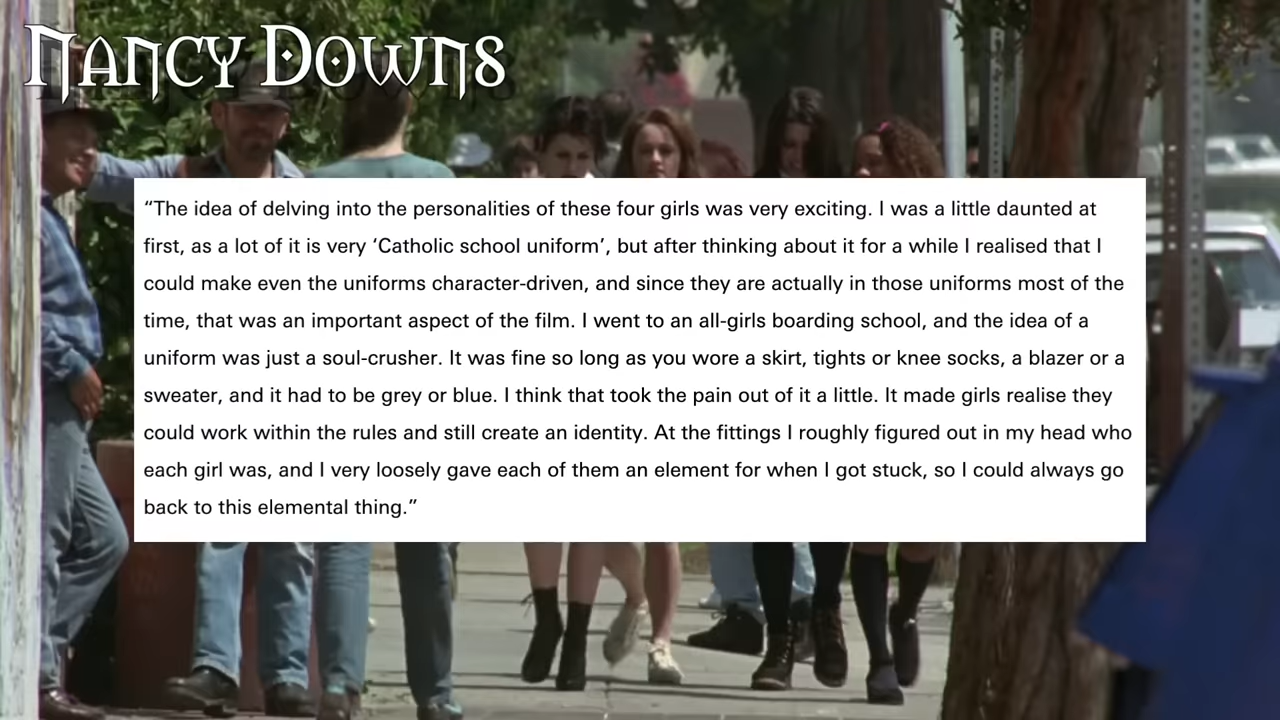 Nancy Downs
“The idea of delving into the personalities of these four girls was very exciting. I was a little daunted at
first, as a lot of it is very ‘Catholic school uniform’, but after thinking about it for a while I realised that I
could make even the uniforms character-driven, and since they are actually in those uniforms most of the
time, that was an important aspect of the film. I went to an all-girls boarding school, and the idea of a
uniform was just a soul-crusher. It was fine so long as you wore a skirt, tights or knee socks, a blazer or a
sweater, and it had to be grey or blue. I think that took the pain out of it a little. It made girls realise they
could work within the rules and still create an identity. At the fittings I roughly figured out in my head who
each girl was, and I very loosely gave each of them an element for when I got stuck, so I could always go
back to this elemental thing.”